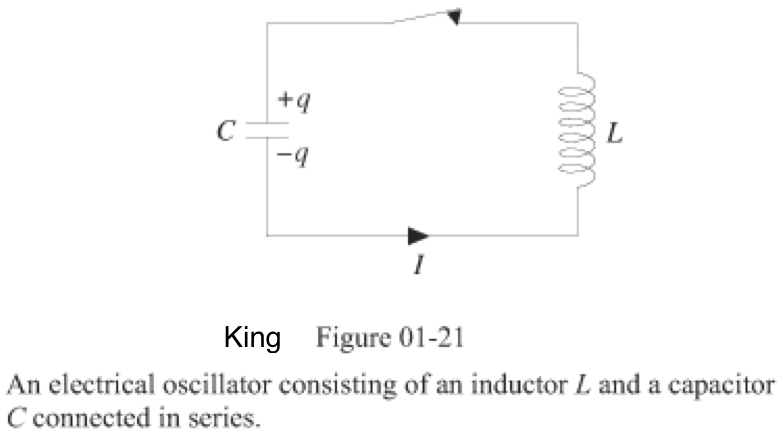 +q
C
−q
L
I
King Figure 01-21
An electrical oscillator consisting of an inductor L and a capacitor
C connected in series.